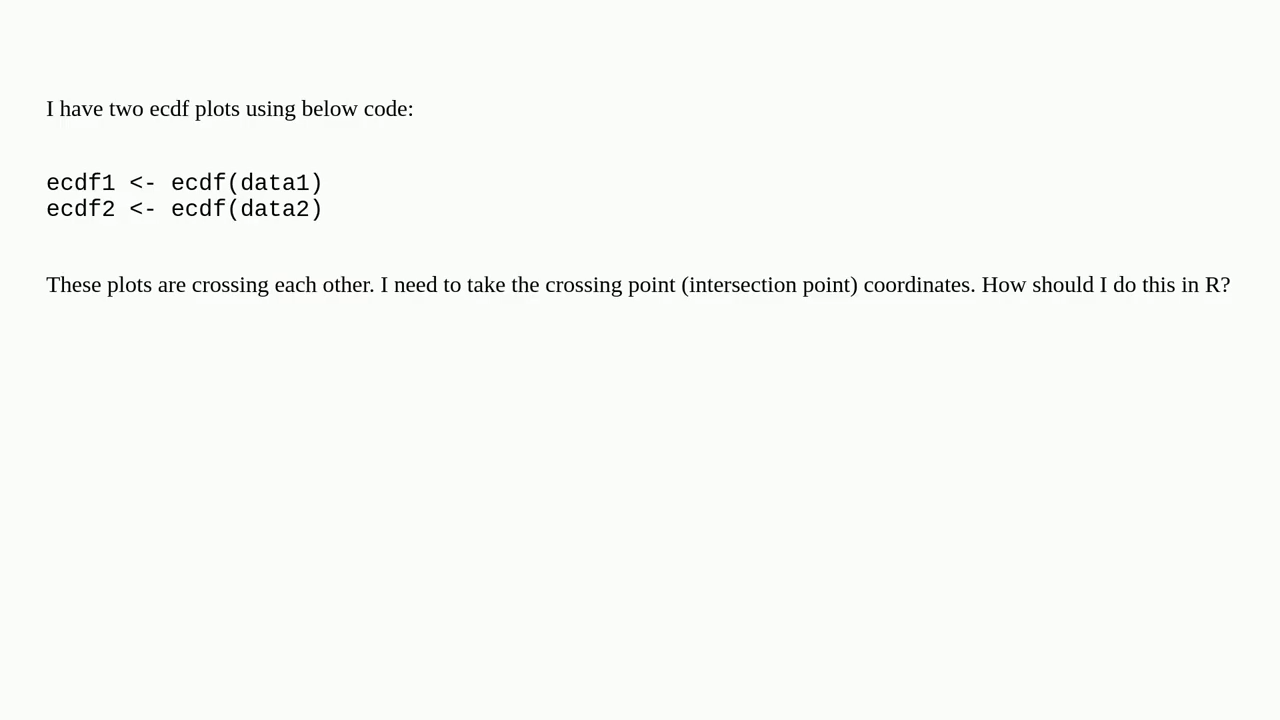 I have two ecdf plots using below code:
ecdf1 <- ecdf(data1)
ecdf2 <- ecdf(data2)
These plots are crossing each other. I need to take the crossing point (intersection point) coordinates. How should I do this in R?